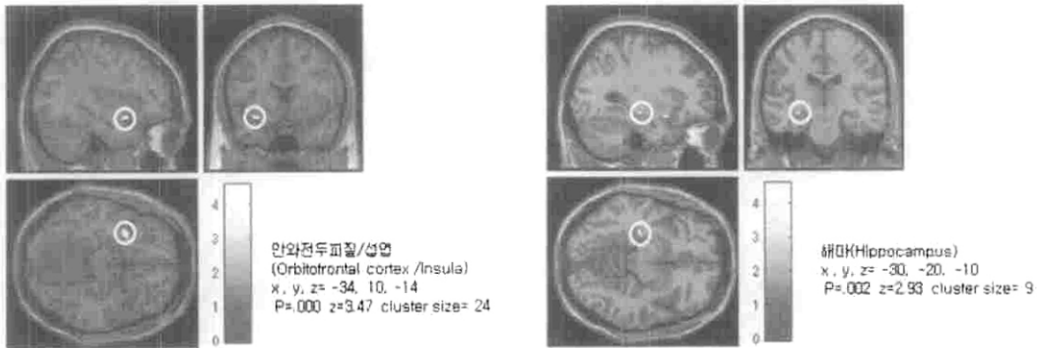 4
3
2
1
0
안와전두피질/섬엽
(Orbitofrontal cortex /Insula)
x, y, z= -34, 10, -14
P=.000 z=3.47 cluster size= 24
4
3
2
1
0
해마(Hippocampus)
x, y, z= -30, -20, -10
P=.002 z=2.93 cluster size= 9